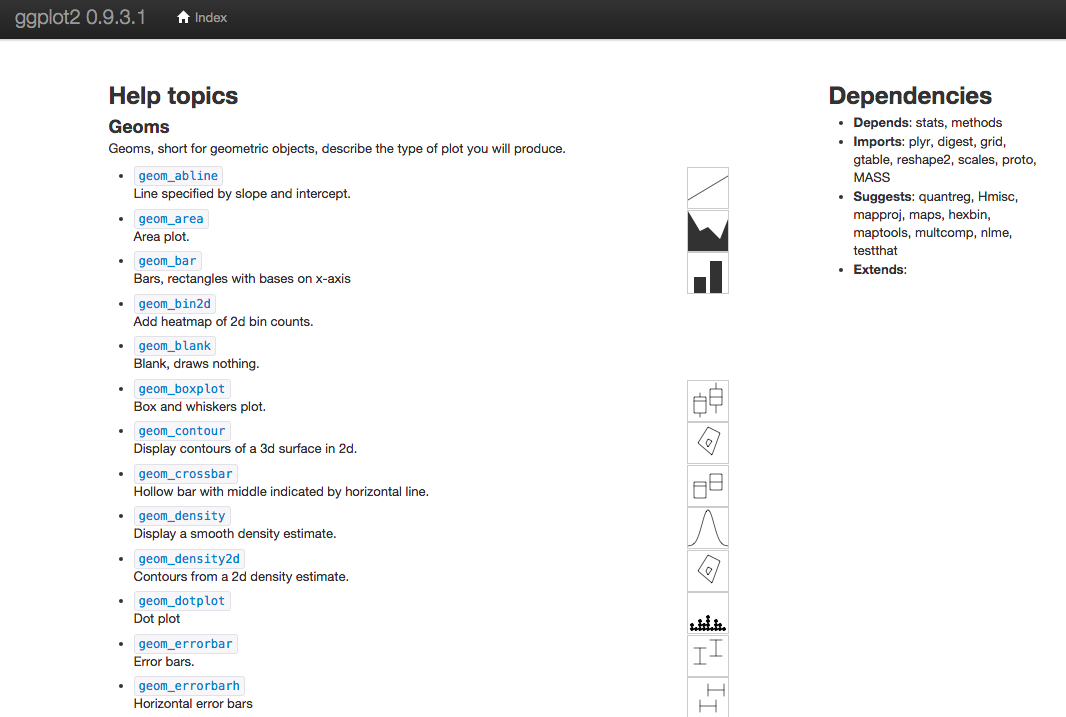 ggplot2 0.9.3.1 Index
Help topics
Geoms
Geoms, short for geometric objects, describe the type of plot you will produce.
geom_abline
Line specified by slope and intercept.
geom_area
Area plot.
geom_bar
Bars, rectangles with bases on x-axis
geom_bin2d
Add heatmap of 2d bin counts.
geom_blank
Blank, draws nothing.
geom_boxplot
Box and whiskers plot.
geom_contour
Display contours of a 3d surface in 2d.
geom_crossbar
Hollow bar with middle indicated by horizontal line.
geom_density
Display a smooth density estimate.
geom_density2d
Contours from a 2d density estimate.
geom_dotplot
Dot plot
geom_errorbar
Error bars.
geom_errorbarh
Horizontal error bars
Dependencies
Depends: stats, methods
Imports: plyr, digest, grid,
gtable, reshape2, scales, proto,
MASS
Suggests: quantreg, Hmisc,
mapproj, maps, hexbin,
maptools, multcomp, nlme,
testthat
Extends: